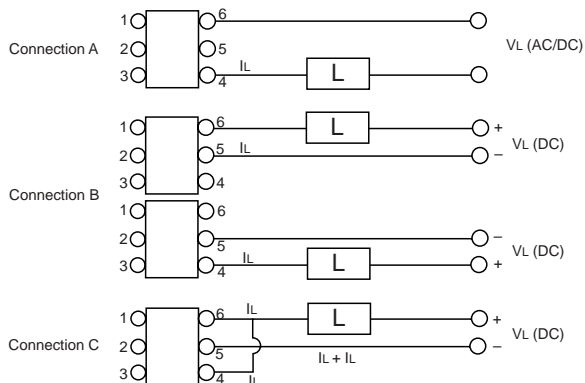 Connection A
1
2
3
6
5
4
IL
L
VL (AC/DC)
Connection B
1
2
3
6
5
4
IL
L
+
–
VL (DC)
1
2
3
6
5
4
IL
L
–
+
VL (DC)
Connection C
1
2
3
6
5
4
IL
IL
L
IL + IL
+
–
VL (DC)